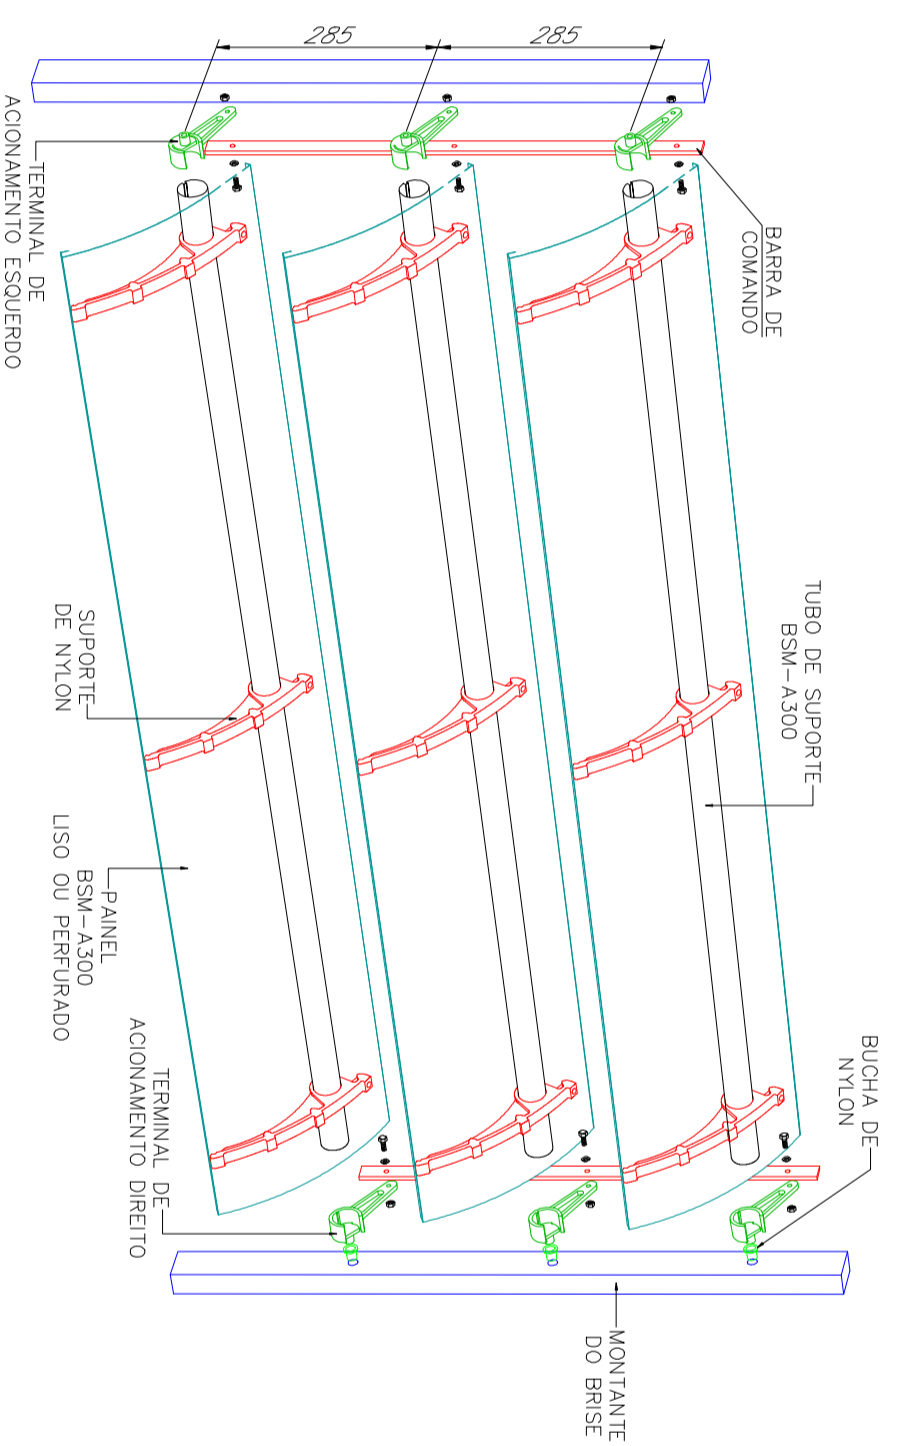 285
285
BARRA DE
COMANDO
TERMINAL DE
ACIONAMENTO ESQUERDO
TUBO DE SUPORTE
BSM-A300
SUPORTE
DE NYLON
PAINEL
BSM-A300
LISO OU PERFURADO
BUCHA DE
NYLON
TERMINAL DE
ACIONAMENTO DIREITO
MONTANTE
DO BRISE